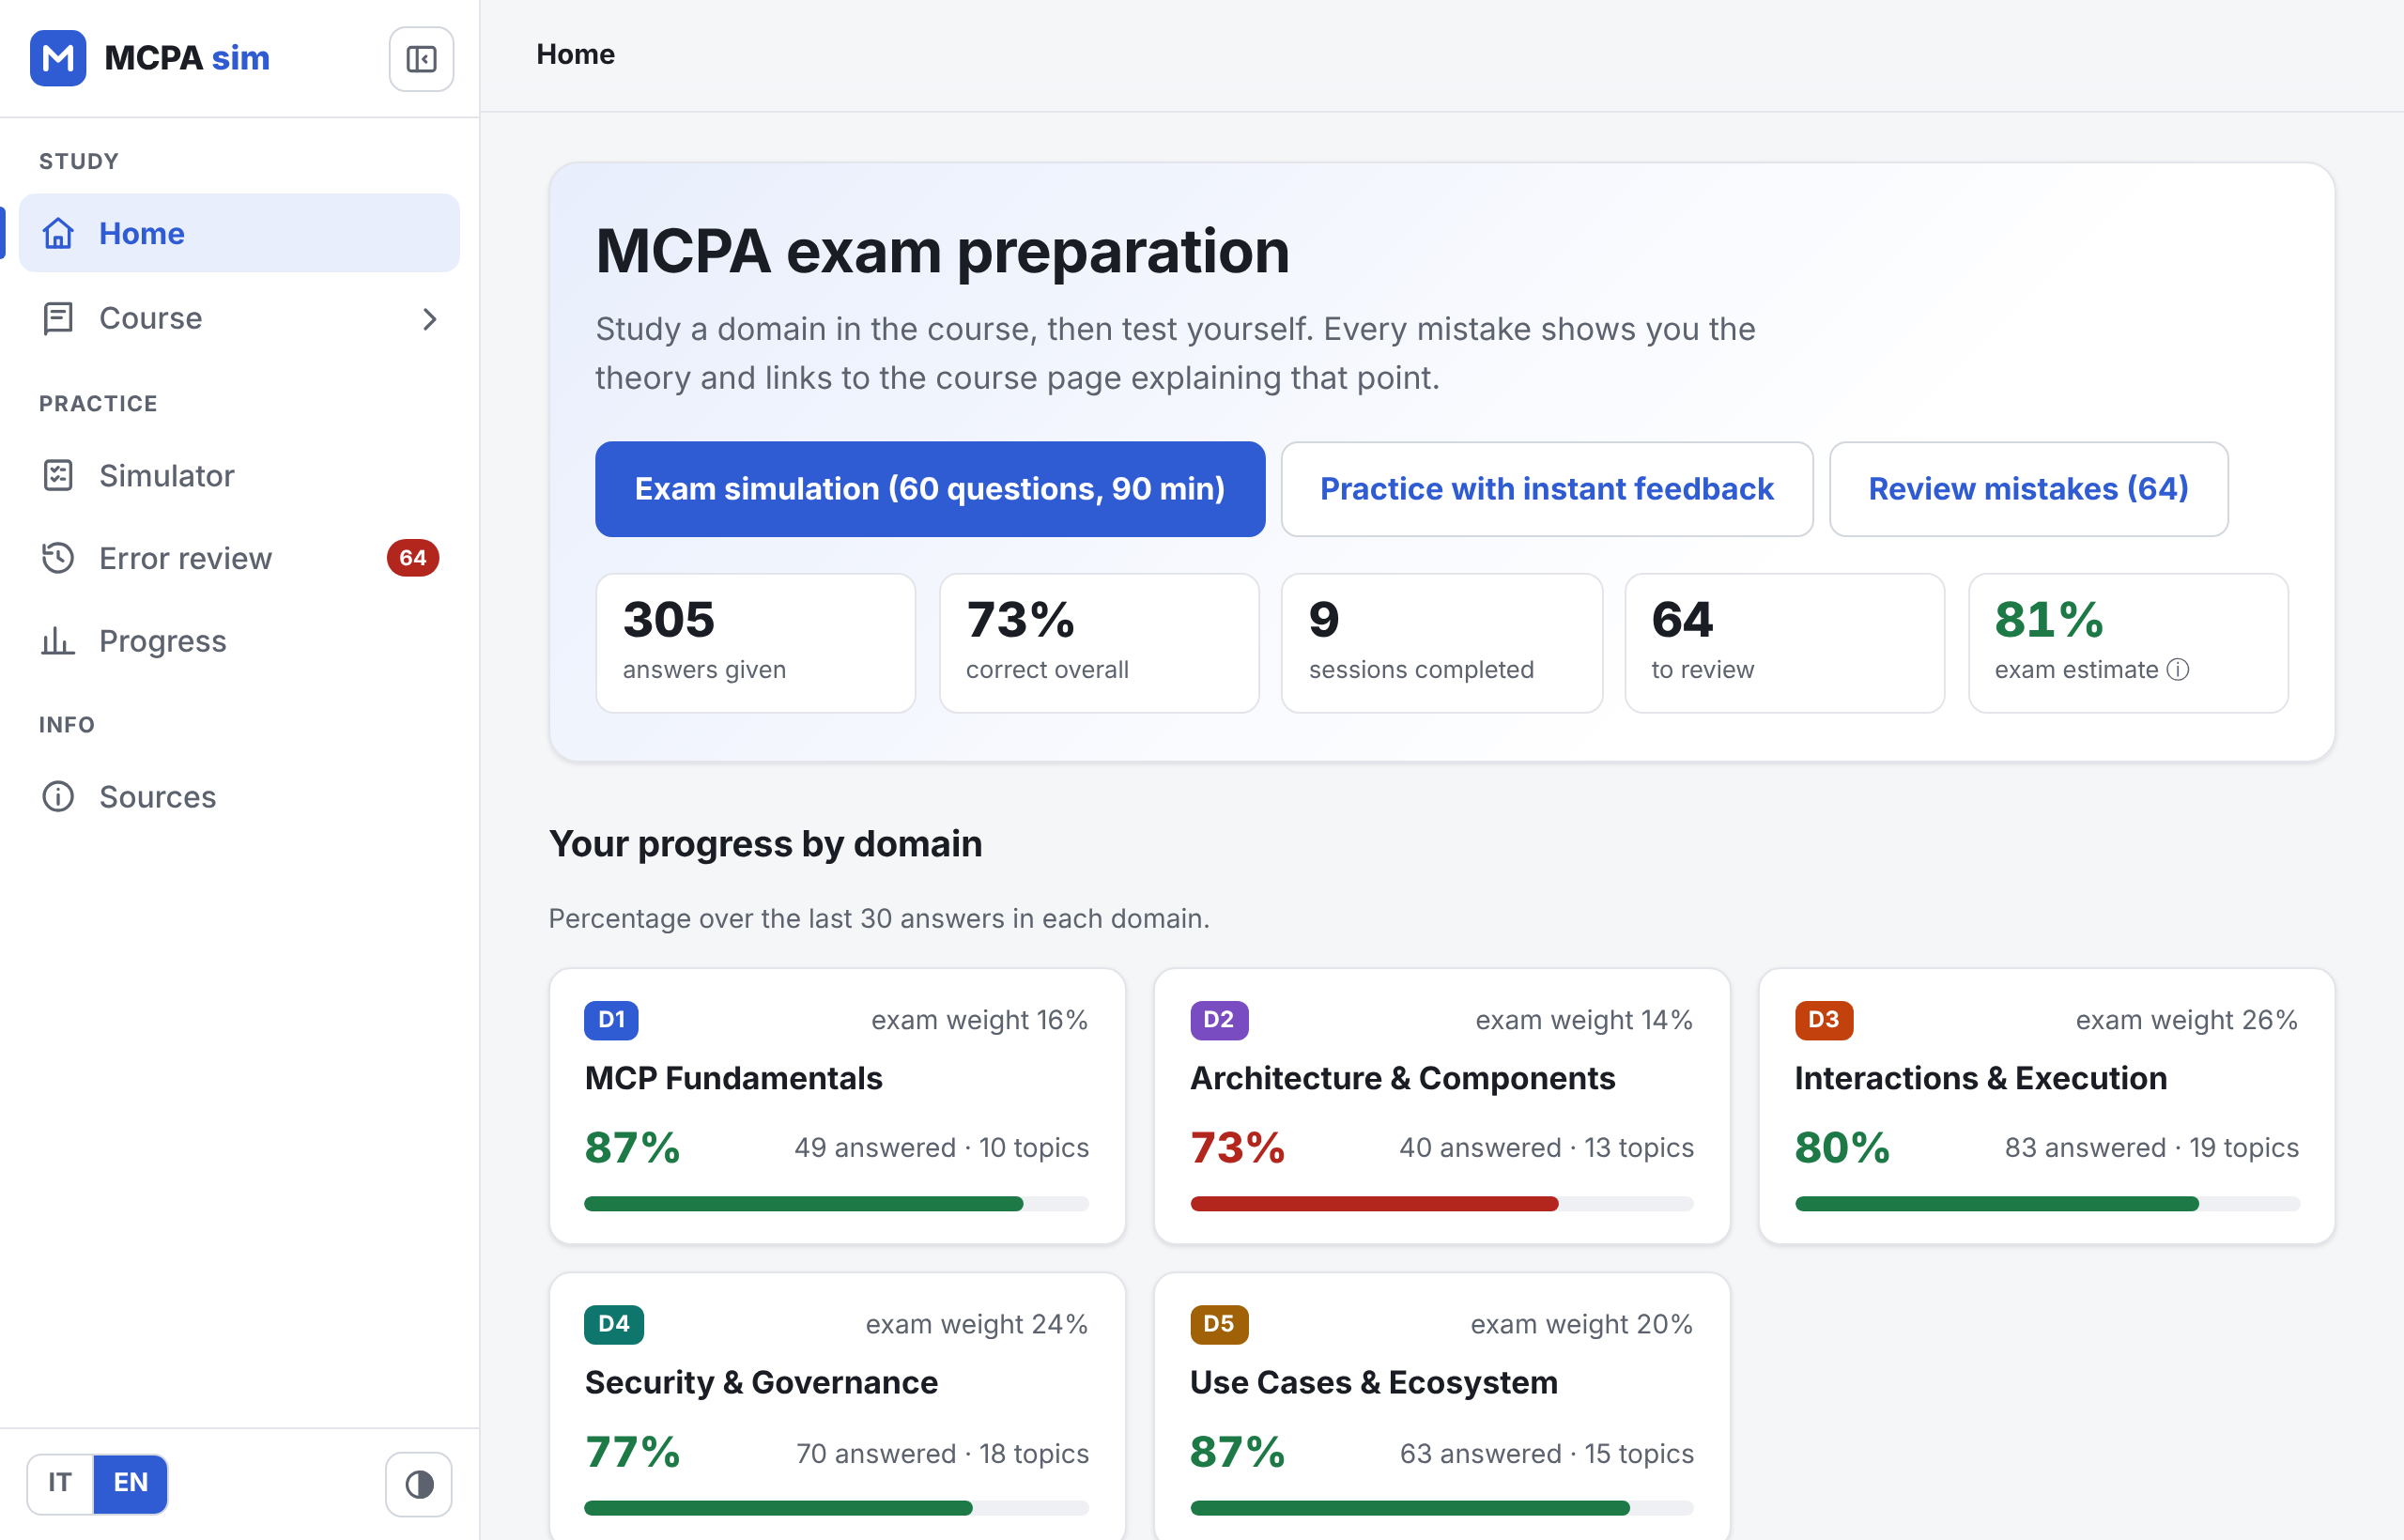 MCPA sim
STUDY
Home
Course
PRACTICE
Simulator
Error review
64
Progress
INFO
Sources
IT
EN
Home
MCPA exam preparation
Study a domain in the course, then test yourself. Every mistake shows you the
theory and links to the course page explaining that point.
Exam simulation (60 questions, 90 min)
Practice with instant feedback
Review mistakes (64)
305
answers given
73%
correct overall
9
sessions completed
64
to review
81%
exam estimate ⓘ
Your progress by domain
Percentage over the last 30 answers in each domain.
D1
exam weight 16%
MCP Fundamentals
87%
49 answered · 10 topics
D2
exam weight 14%
Architecture & Components
73%
40 answered · 13 topics
D3
exam weight 26%
Interactions & Execution
80%
83 answered · 19 topics
D4
exam weight 24%
Security & Governance
77%
70 answered · 18 topics
D5
exam weight 20%
Use Cases & Ecosystem
87%
63 answered · 15 topics